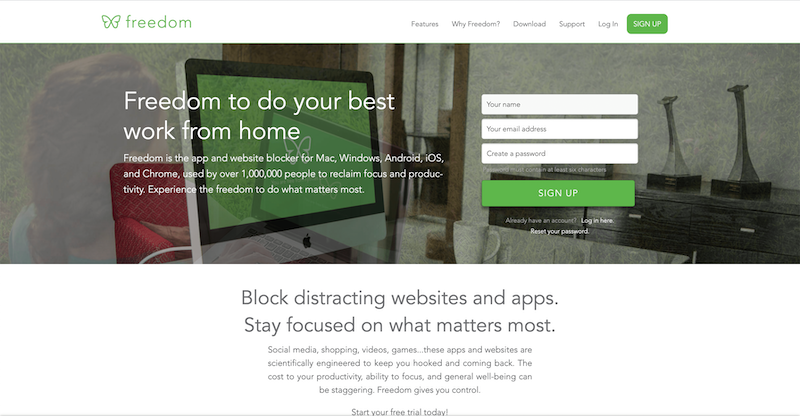 freedom
Features
Why Freedom?
Download
Support
Log In
SIGN UP
Freedom to do your best
work from home
Freedom is the app and website blocker for Mac, Windows, Android, iOS,
and Chrome, used by over 1,000,000 people to reclaim focus and produc-
tivity. Experience the freedom to do what matters most.
Your name
Your email address
Create a password
Password must contain at least six characters
SIGN UP
Already have an account? Log in here.
Reset your password.
Block distracting websites and apps.
Stay focused on what matters most.
Social media, shopping, videos, games...these apps and websites are
scientifically engineered to keep you hooked and coming back. The
cost to your productivity, ability to focus, and general well-being can
be staggering. Freedom gives you control.
Start your free trial today!